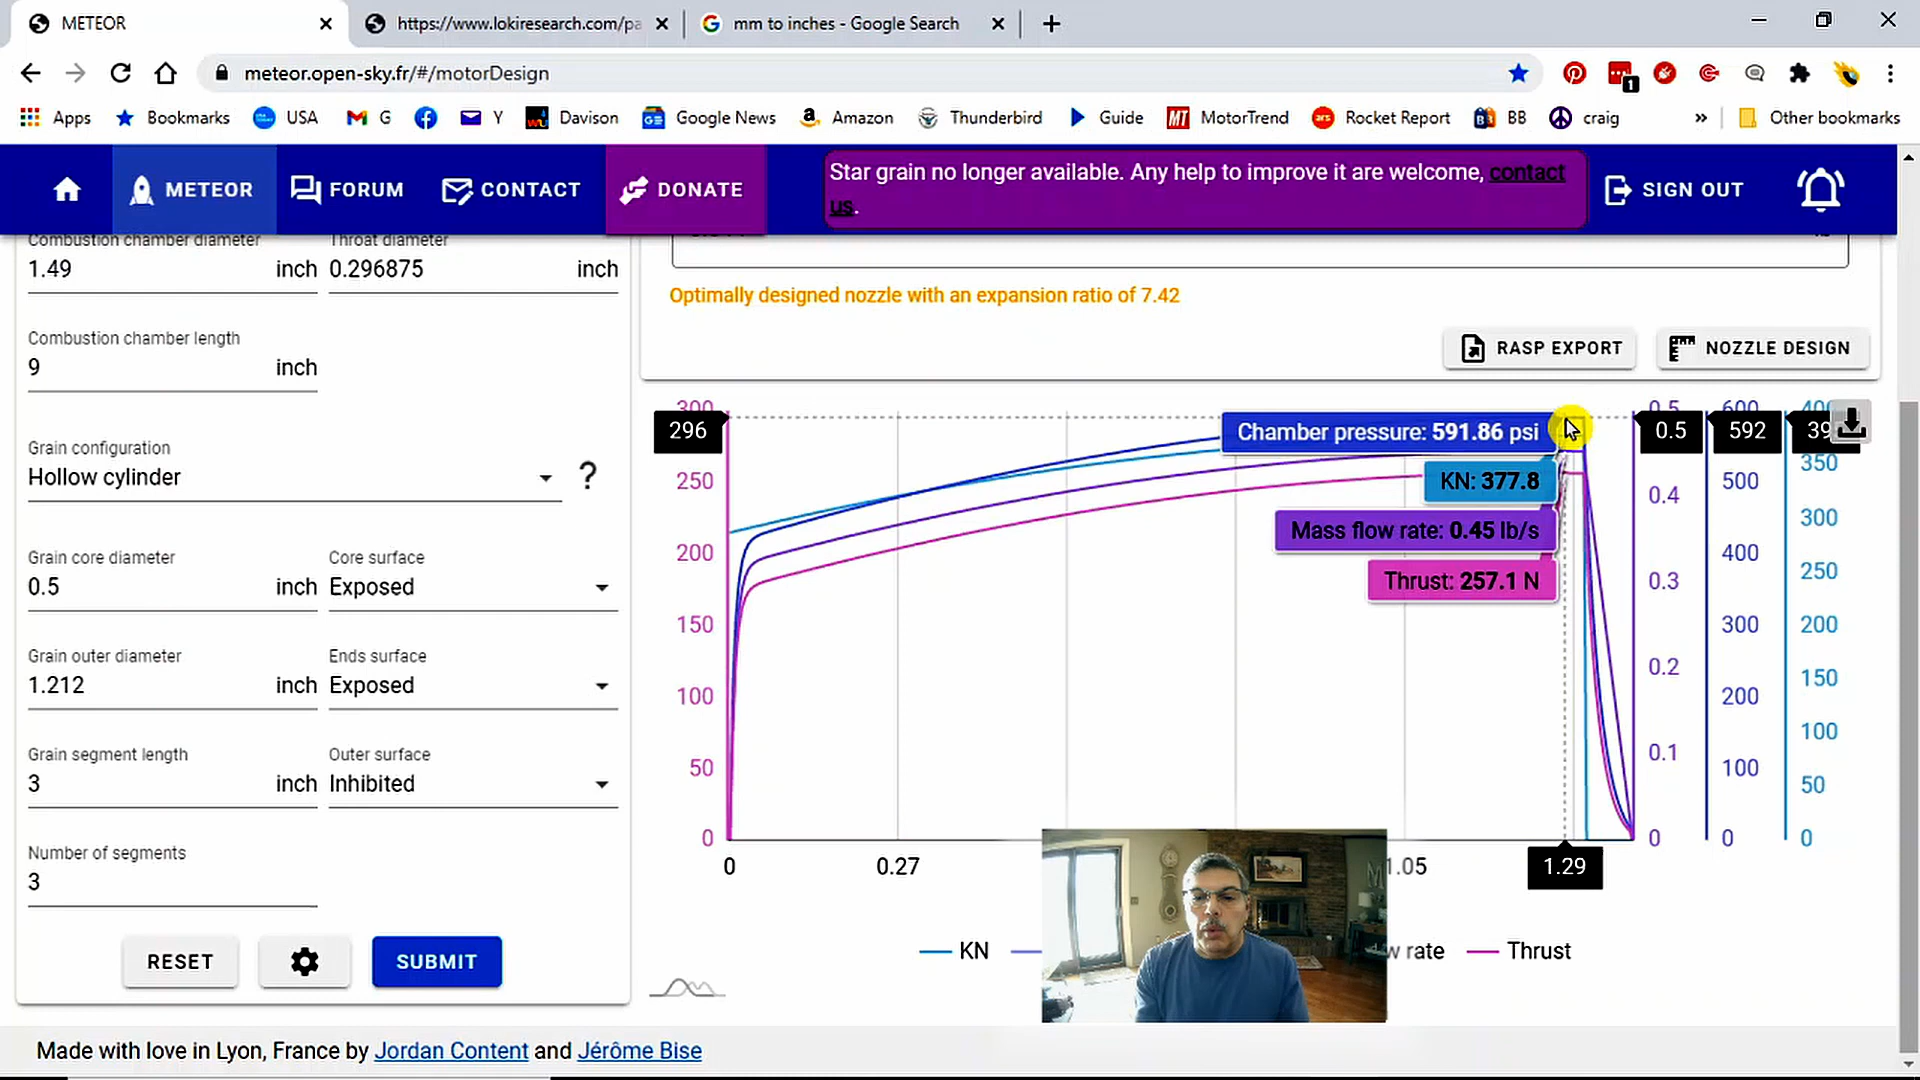 METEOR
https://www.lokiresearch.com/pa
mm to inches - Google Search
meteor.open-sky.fr/#/motorDesign
1
Apps
Bookmarks
USA
G
Y
Davison
Google News
Amazon
Thunderbird
Guide
MT MotorTrend
ars Rocket Report
BB
craig
»
Other bookmarks
METEOR
FORUM
CONTACT
DONATE
Star grain no longer available. Any help to improve it are welcome, contact
us.
SIGN OUT
Combustion chamber diameter
Throat diameter
1.49 inch
0.296875 inch
Combustion chamber length
9 inch
Grain configuration
Hollow cylinder
?
Grain core diameter
Core surface
0.5 inch
Exposed
Grain outer diameter
Ends surface
1.212 inch
Exposed
Grain segment length
Outer surface
3 inch
Inhibited
Number of segments
3
RESET
SUBMIT
Optimally designed nozzle with an expansion ratio of 7.42
RASP EXPORT
NOZZLE DESIGN
300
296
250
200
150
100
50
0
Chamber pressure: 591.86 psi
KN: 377.8
Mass flow rate: 0.45 lb/s
Thrust: 257.1 N
0.5
0.5
0.4
0.3
0.2
0.1
0
600
592
500
400
300
200
100
0
39
350
300
250
200
150
100
50
0
0
0.27
1.05
1.29
KN
w rate
Thrust
Made with love in Lyon, France by Jordan Content and Jérôme Bise